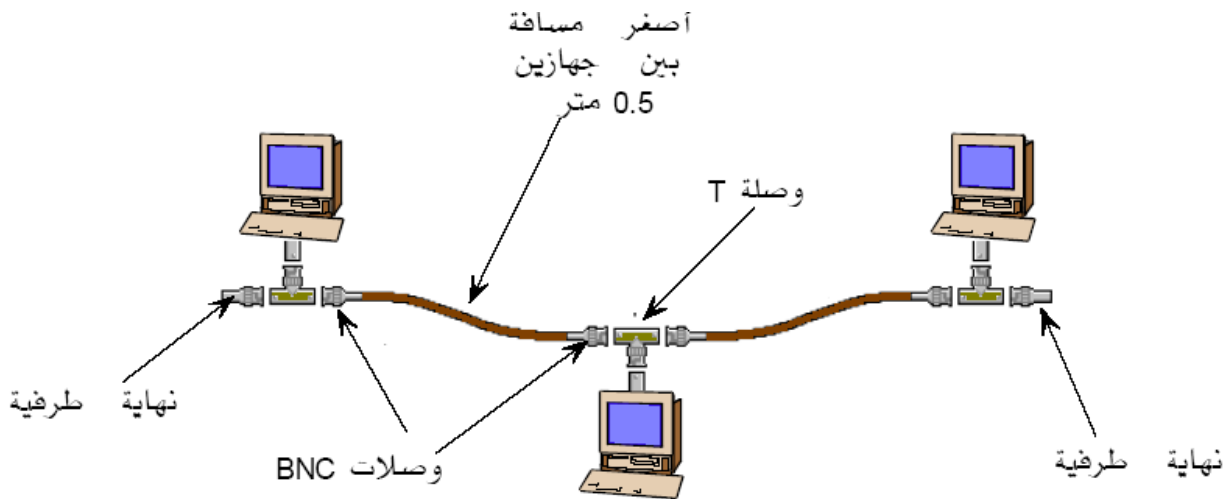 أصغر مسافة
بين جهازين
0.5 متر
وصلة T
نهاية طرفية
وصلات BNC
نهاية طرفية